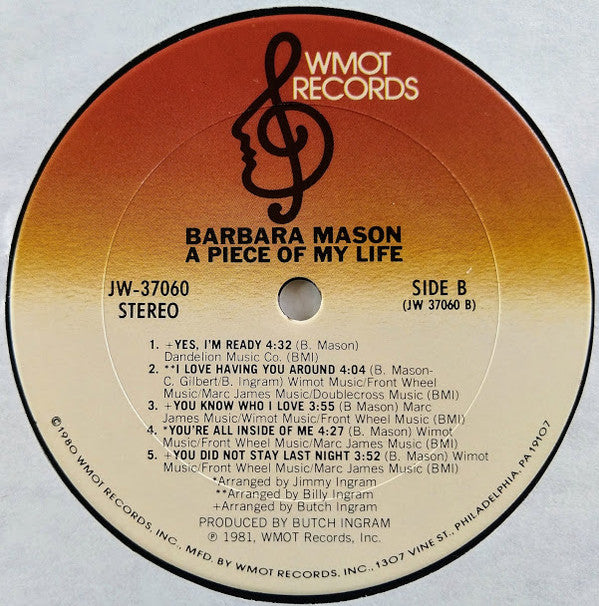 WMOT
RECORDS
BARBARA MASON
A PIECE OF MY LIFE
JW-37060
STEREO
SIDE B
(JW 37060 B)
1. +YES, I'M READY 4:32 (B. Mason)
Dandelion Music Co. (BMI)
2. **I LOVE HAVING YOU AROUND 4:04 (B. Mason-
C. Gilbert/B. Ingram) Wimot Music/Front Wheel
Music/Marc James Music/Doublecross Music (BMI)
3. +YOU KNOW WHO I LOVE 3:55 (B Mason) Marc
James Music/Wimot Music/Front Wheel Music (BMI)
4. *YOU'RE ALL INSIDE OF ME 4:27 (B. Mason) Wimot
Music/Front Wheel Music/Marc James Music (BMI)
5. +YOU DID NOT STAY LAST NIGHT 3:52 (B. Mason) Wimot
Music/Front Wheel Music/Marc James Music (BMI)
*Arranged by Jimmy Ingram
**Arranged by Billy Ingram
+Arranged by Butch Ingram
PRODUCED BY BUTCH INGRAM
℗ 1981, WMOT Records, Inc.
©1980 WMOT RECORDS, INC., MFD. BY WMOT RECORDS, INC., 1307 VINE ST., PHILADELPHIA, PA 19107